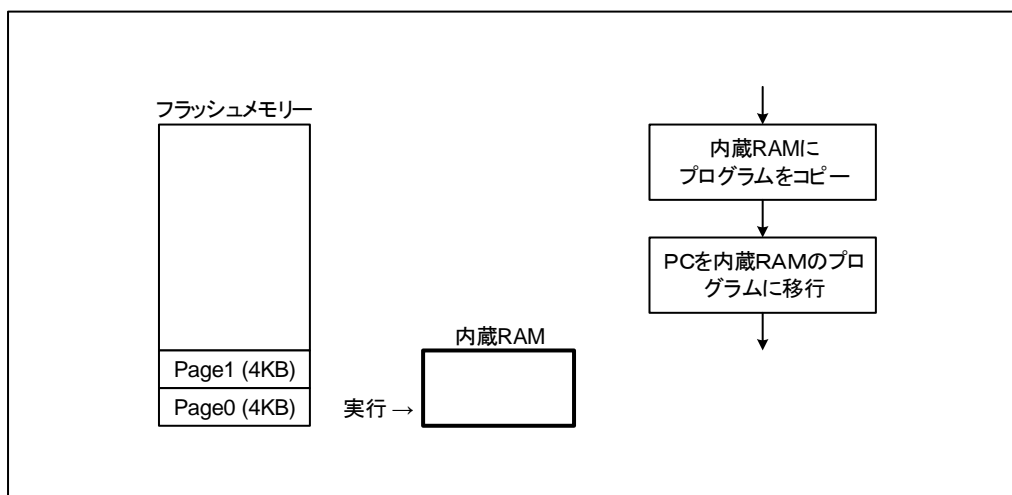 フラッシュメモリー
Page1 (4KB)
Page0 (4KB)
実行 →
内蔵RAM
内蔵RAMに
プログラムをコピー
PCを内蔵RAMのプロ
グラムに移行